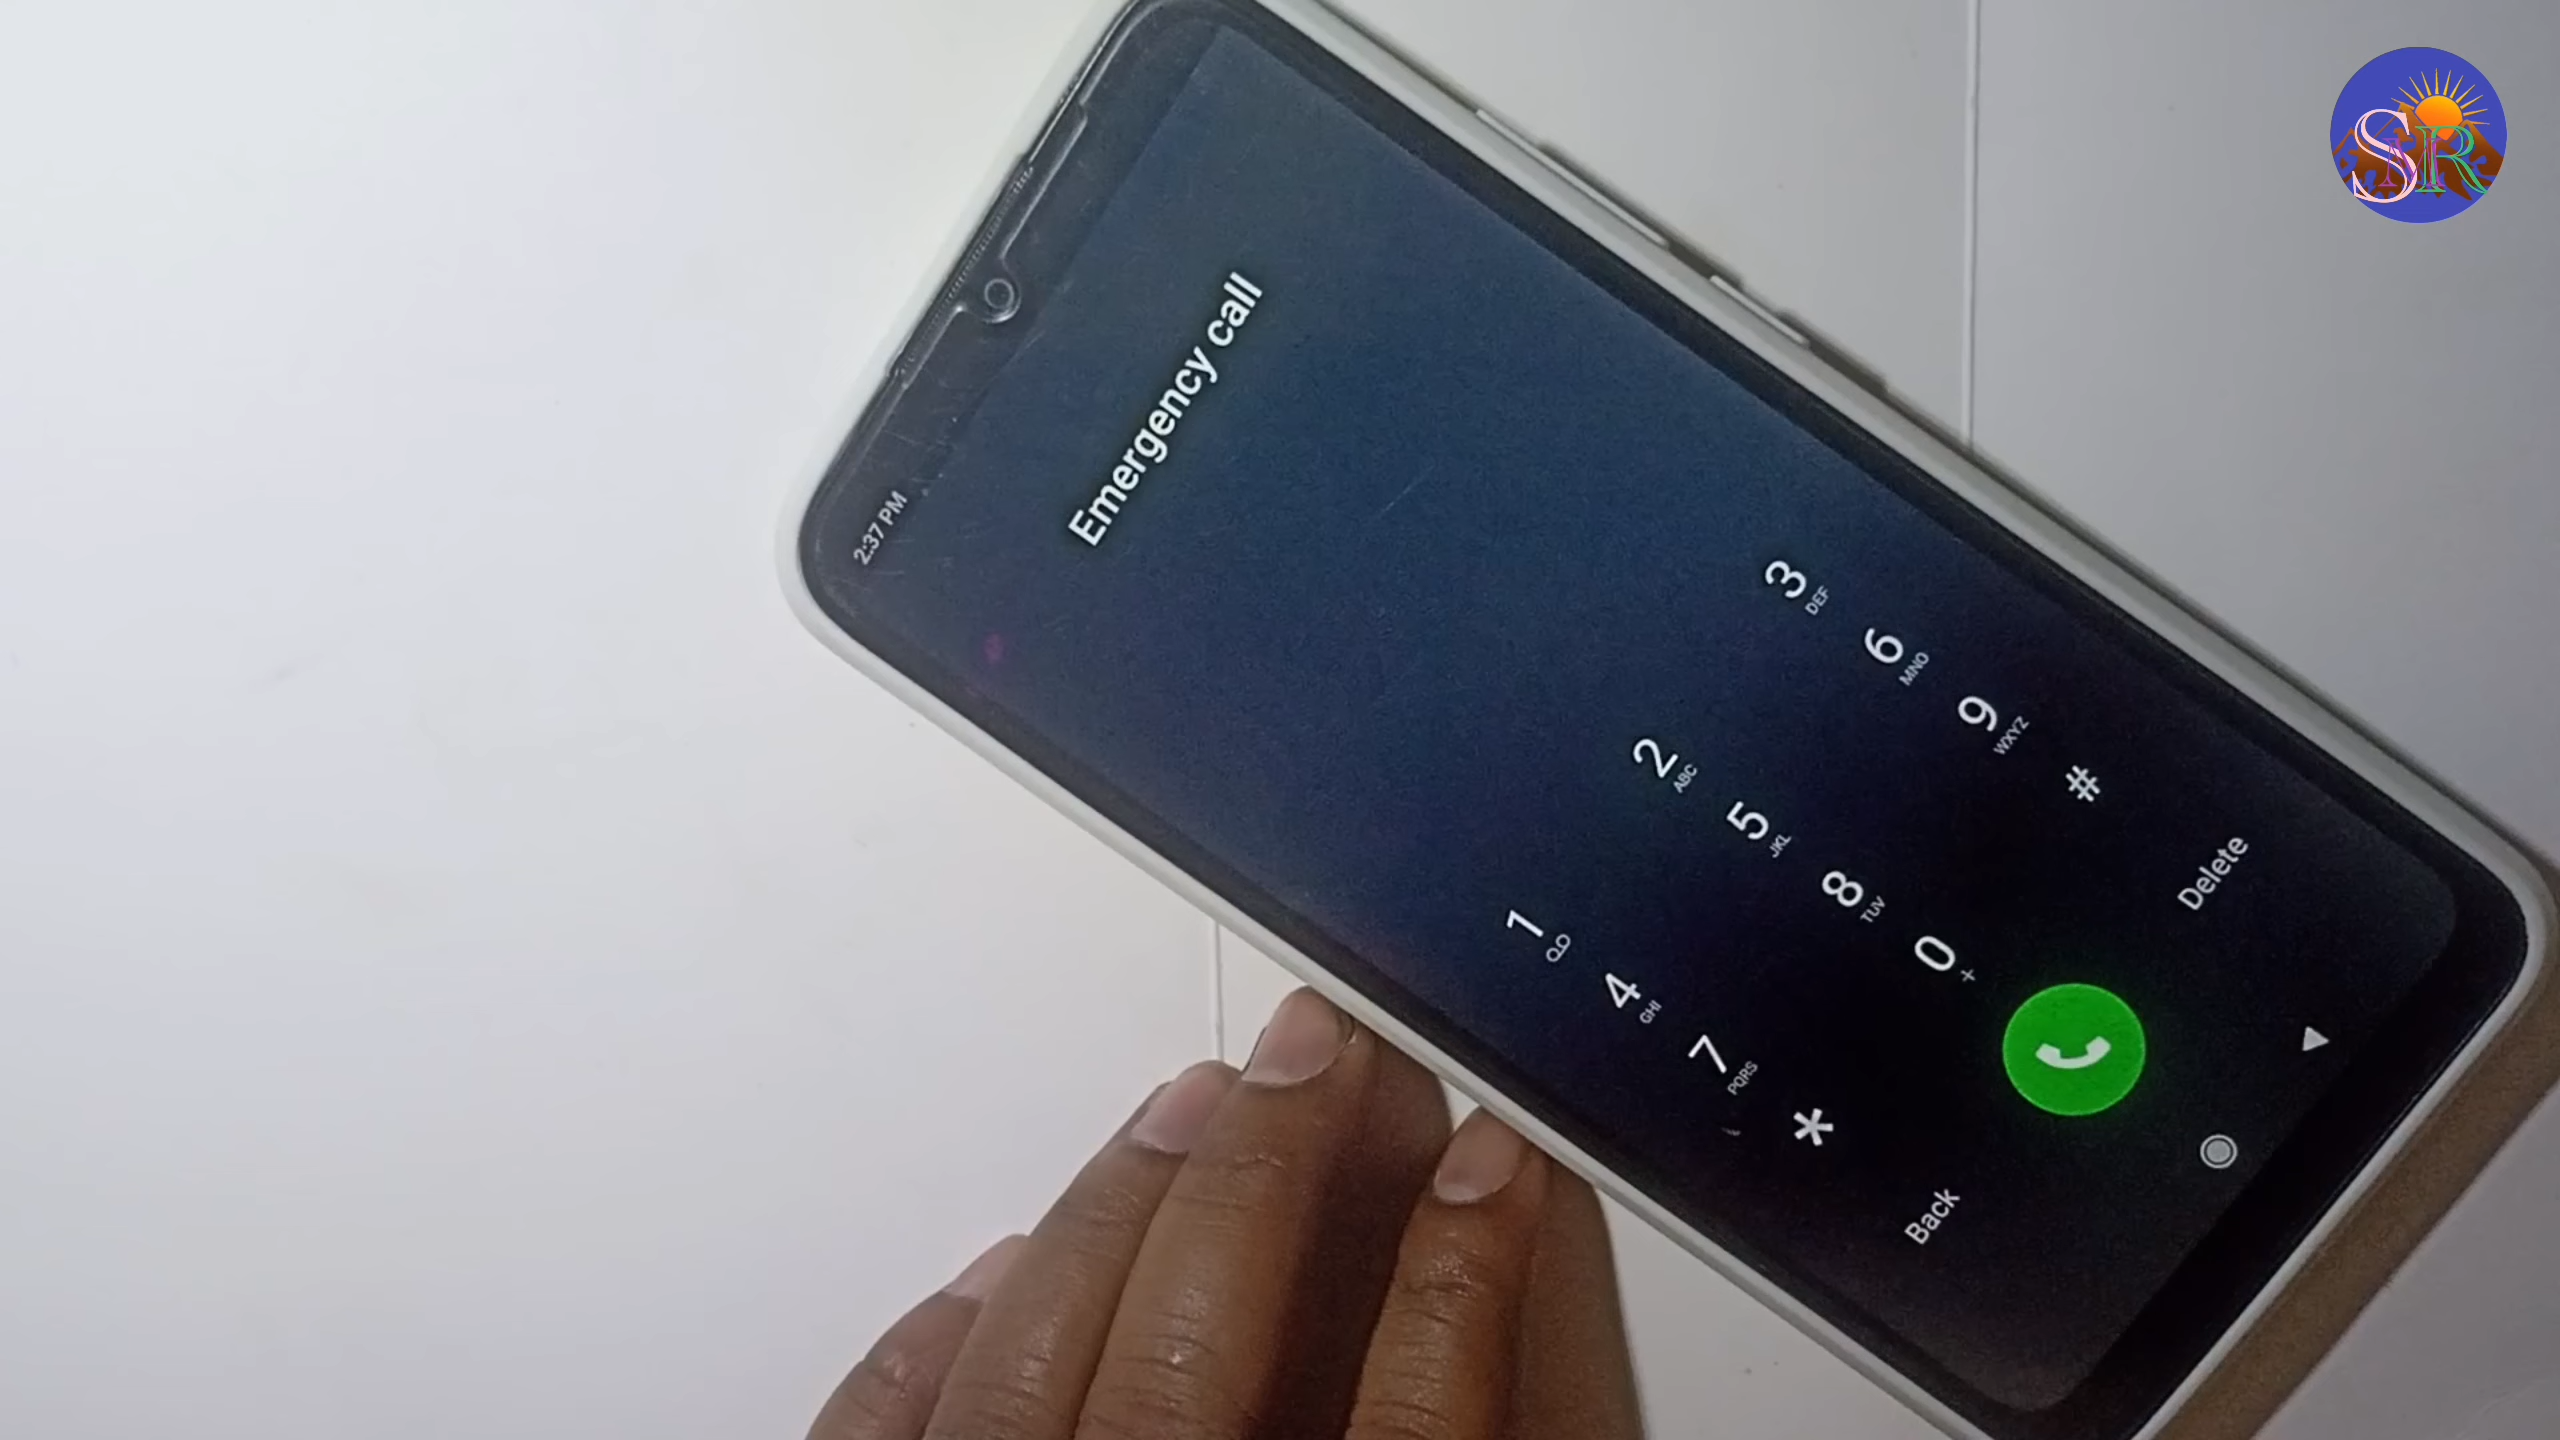 2:37 PM
Emergency call
1
2 ABC
3 DEF
4 GHI
5 JKL
6 MNO
7 PQRS
8 TUV
9 WXYZ
*
0 +
#
Back
Delete
SMR